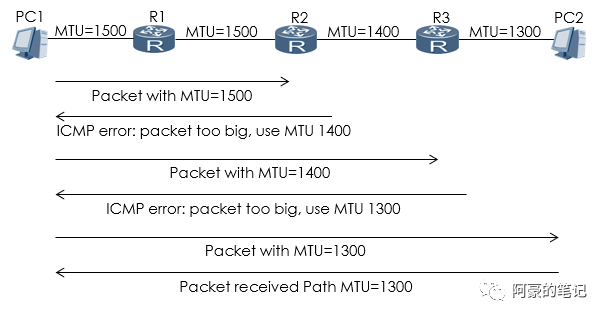 PC1 R1 R2 R3 PC2
MTU=1500 MTU=1500 MTU=1400 MTU=1300
R R R
Packet with MTU=1500
ICMP error: packet too big, use MTU 1400
Packet with MTU=1400
ICMP error: packet too big, use MTU 1300
Packet with MTU=1300
Packet received Path MTU=1300
阿豪的笔记